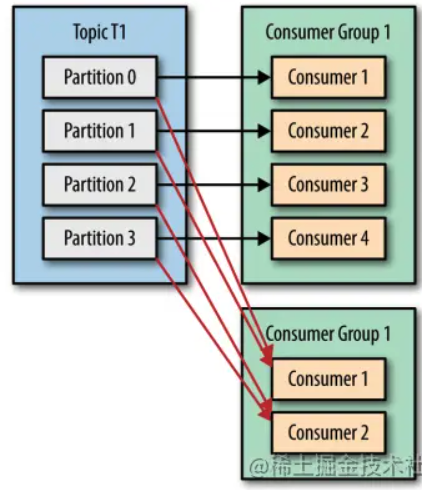 Topic T1
Partition 0
Partition 1
Partition 2
Partition 3
Consumer Group 1
Consumer 1
Consumer 2
Consumer 3
Consumer 4
Consumer Group 1
Consumer 1
Consumer 2
@稀土掘金技术社